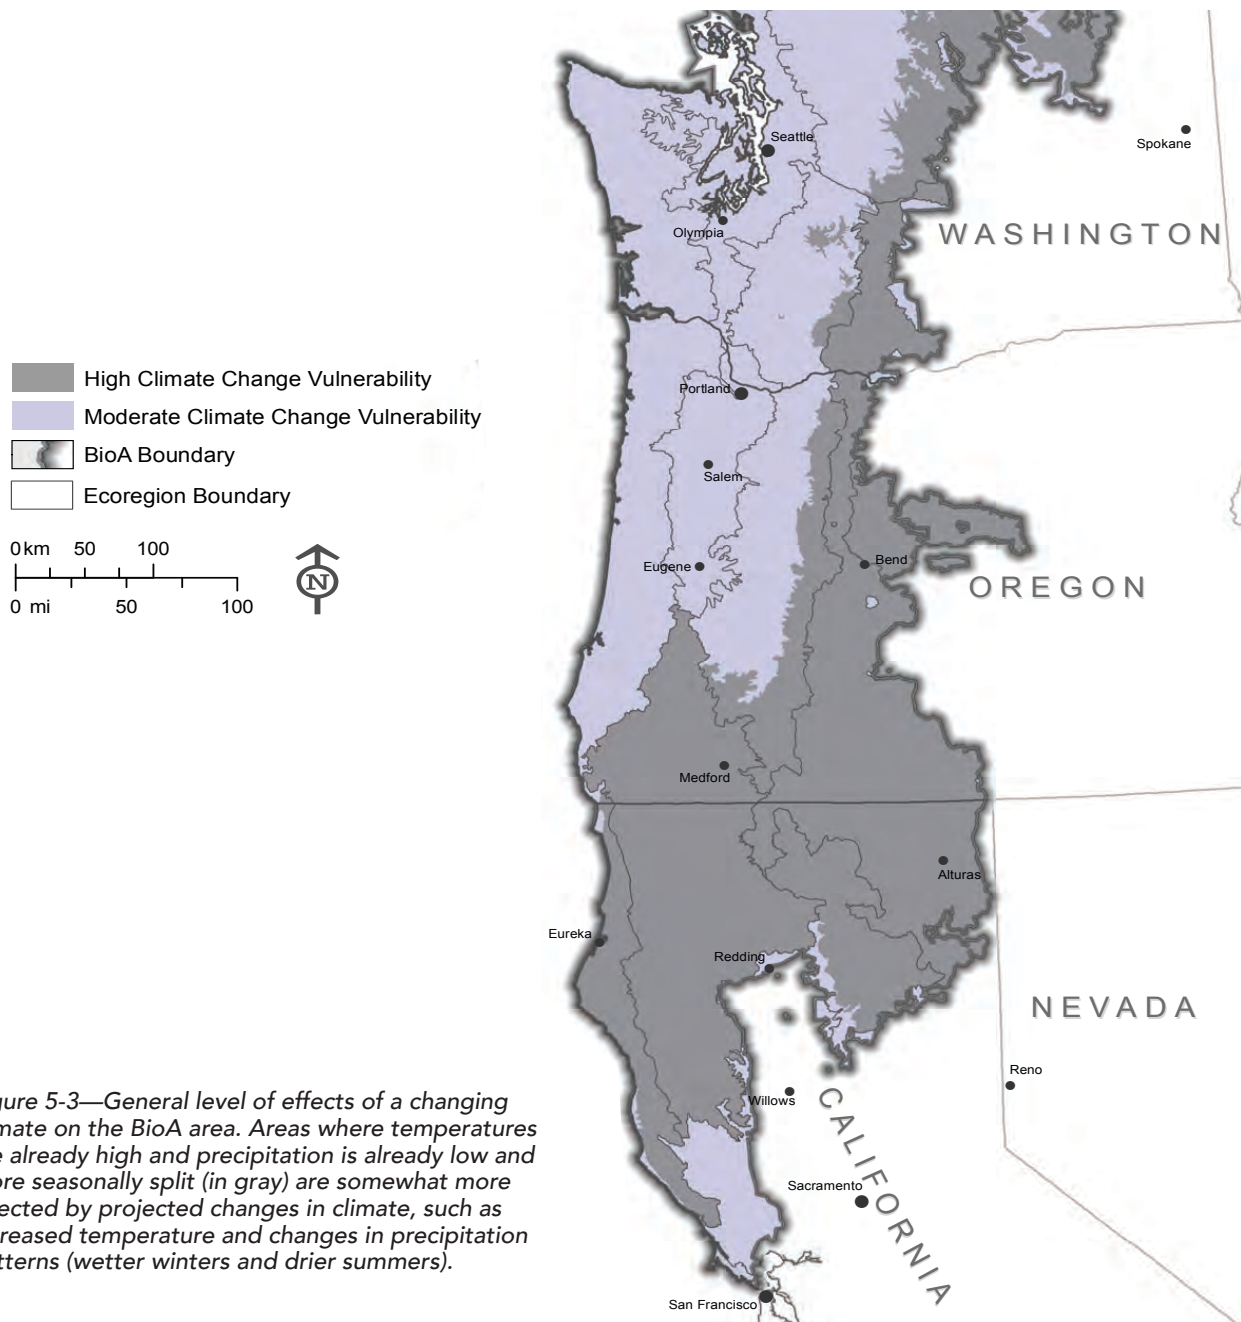 Seattle
Spokane
Olympia
WASHINGTON
High Climate Change Vulnerability
Moderate Climate Change Vulnerability
BioA Boundary
Ecoregion Boundary
0 km 50 100
0 mi 50 100
N
Portland
Salem
Eugene
Bend
OREGON
Medford
Alturas
Eureka
Redding
NEVADA
Reno
Willows
CALIFORNIA
Sacramento
San Francisco
gure 5-3—General level of effects of a changing
mate on the BioA area. Areas where temperatures
e already high and precipitation is already low and
ore seasonally split (in gray) are somewhat more
ected by projected changes in climate, such as
reased temperature and changes in precipitation
tterns (wetter winters and drier summers).